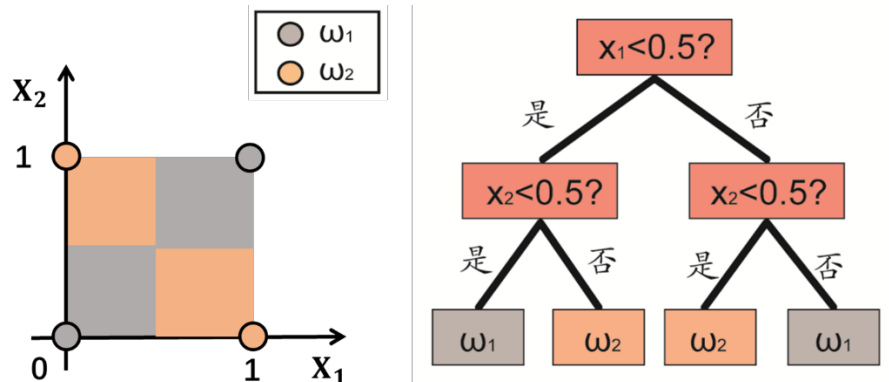 ω₁
ω₂
X₂
1
0
1
X₁
x₁<0.5?
是
否
x₂<0.5?
x₂<0.5?
是
否
是
否
ω₁
ω₂
ω₂
ω₁